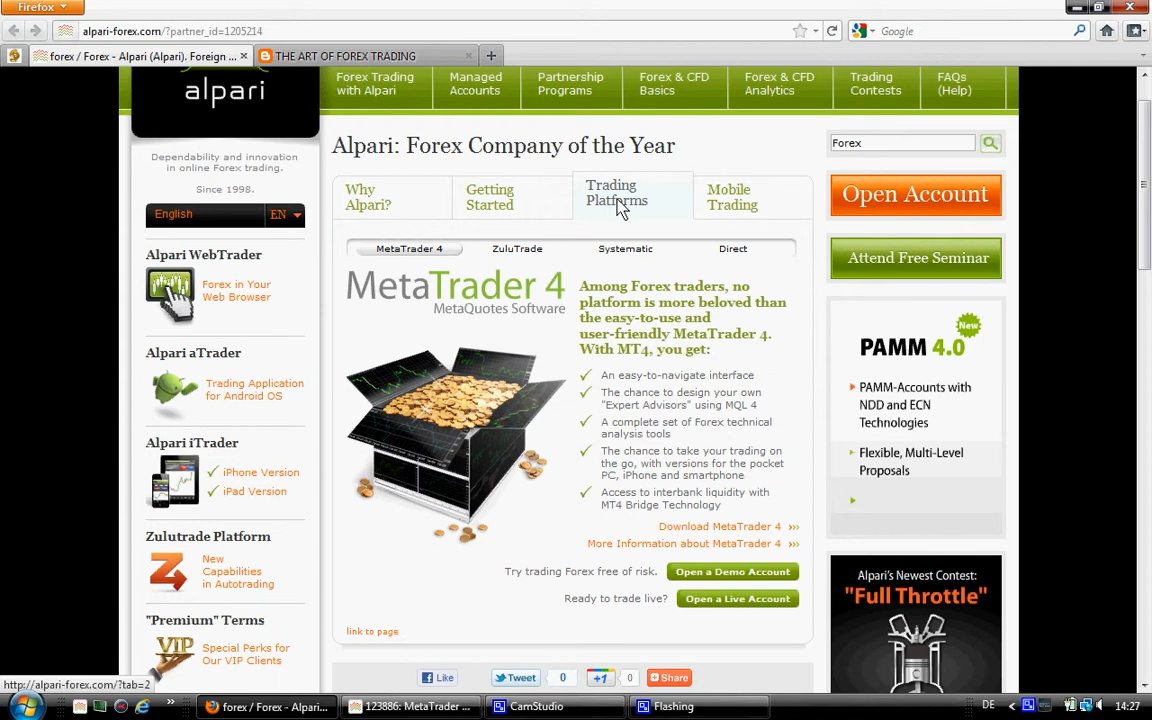 Firefox
alpari-forex.com/?partner_id=1205214
Google
forex / Forex - Alpari (Alpari). Foreign ...
THE ART OF FOREX TRADING
alpari
Forex Trading
with Alpari
Managed
Accounts
Partnership
Programs
Forex & CFD
Basics
Forex & CFD
Analytics
Trading
Contests
FAQs
(Help)
Dependability and innovation
in online Forex trading.
Since 1998.
English
EN
Alpari WebTrader
Forex in Your
Web Browser
Alpari aTrader
Trading Application
for Android OS
Alpari iTrader
iPhone Version
iPad Version
Zulutrade Platform
New
Capabilities
in Autotrading
"Premium" Terms
VIP
Special Perks for
Our VIP Clients
Alpari: Forex Company of the Year
Why
Alpari?
Getting
Started
Trading
Platforms
Mobile
Trading
MetaTrader 4
ZuluTrade
Systematic
Direct
MetaTrader 4
MetaQuotes Software
Among Forex traders, no
platform is more beloved than
the easy-to-use and
user-friendly MetaTrader 4.
With MT4, you get:
An easy-to-navigate interface
The chance to design your own
"Expert Advisors" using MQL 4
A complete set of Forex technical
analysis tools
The chance to take your trading on
the go, with versions for the pocket
PC, iPhone and smartphone
Access to interbank liquidity with
MT4 Bridge Technology
Download MetaTrader 4 »»
More Information about MetaTrader 4 »»
Try trading Forex free of risk.
Open a Demo Account
Ready to trade live?
Open a Live Account
link to page
Like
Tweet
0
+1
0
Share
Forex
Open Account
Attend Free Seminar
New
PAMM 4.0
PAMM-Accounts with
NDD and ECN
Technologies
Flexible, Multi-Level
Proposals
Alpari's Newest Contest:
"Full Throttle"
http://alpari-forex.com/?tab=2
forex / Forex - Alpari...
123886: MetaTrader ...
CamStudio
Flashing
DE
14:27